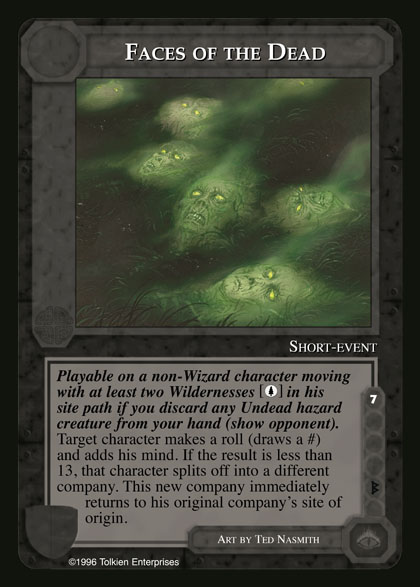 FACES OF THE DEAD
SHORT-EVENT
Playable on a non-Wizard character moving
with at least two Wildernesses [] in his
site path if you discard any Undead hazard
creature from your hand (show opponent).
Target character makes a roll (draws a #)
and adds his mind. If the result is less than
13, that character splits off into a different
company. This new company immediately
returns to his original company's site of
origin.
7
ART BY TED NASMITH
©1996 Tolkien Enterprises